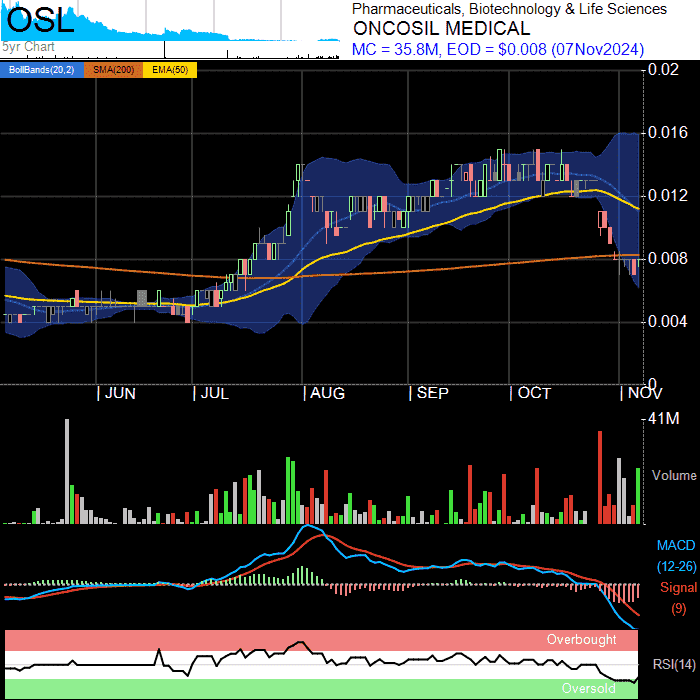 OSL
5yr Chart
Pharmaceuticals, Biotechnology & Life Sciences
ONCOSIL MEDICAL
MC = 35.8M, EOD = $0.008 (07Nov2024)
BollBands(20,2) SMA(200) EMA(50)
0.02
0.016
0.012
0.008
0.004
0
JUN JUL AUG SEP OCT NOV
41M
Volume
MACD
(12-26)
Signal
(9)
Overbought
RSI(14)
Oversold